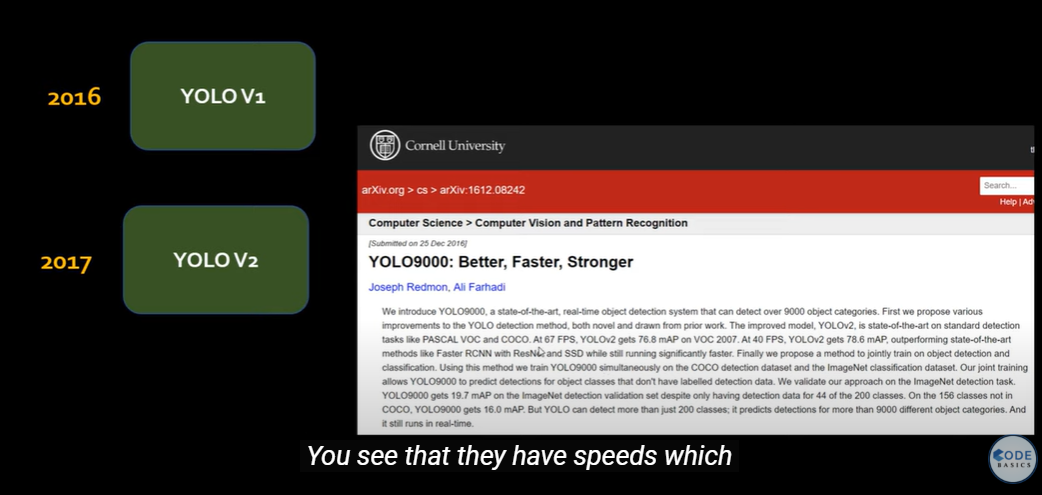 2016
YOLO V1
2017
YOLO V2
Cornell University
arXiv.org > cs > arXiv:1612.08242
Search...
Help | Ad
Computer Science > Computer Vision and Pattern Recognition
[Submitted on 25 Dec 2016]
YOLO9000: Better, Faster, Stronger
Joseph Redmon, Ali Farhadi
We introduce YOLO9000, a state-of-the-art, real-time object detection system that can detect over 9000 object categories. First we propose various
improvements to the YOLO detection method, both novel and drawn from prior work. The improved model, YOLOv2, is state-of-the-art on standard detection
tasks like PASCAL VOC and COCO. At 67 FPS, YOLOv2 gets 76.8 mAP on VOC 2007. At 40 FPS, YOLOv2 gets 78.6 mAP, outperforming state-of-the-art
methods like Faster RCNN with ResNet and SSD while still running significantly faster. Finally we propose a method to jointly train on object detection and
classification. Using this method we train YOLO9000 simultaneously on the COCO detection dataset and the ImageNet classification dataset. Our joint training
allows YOLO9000 to predict detections for object classes that don't have labelled detection data. We validate our approach on the ImageNet detection task.
YOLO9000 gets 19.7 mAP on the ImageNet detection validation set despite only having detection data for 44 of the 200 classes. On the 156 classes not in
COCO, YOLO9000 gets 16.0 mAP. But YOLO can detect more than just 200 classes; it predicts detections for more than 9000 different object categories. And
it still runs in real-time.
You see that they have speeds which
CODE
BASICS